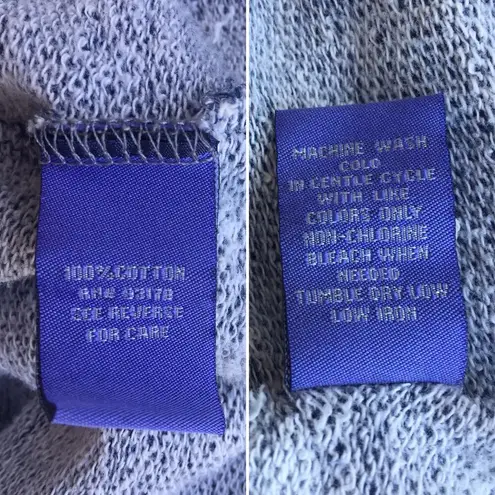 100% COTTON
RN# 93178
SEE REVERSE
FOR CARE
MACHINE WASH
COLD
IN GENTLE CYCLE
WITH LIKE
COLORS ONLY
NON-CHLORINE
BLEACH WHEN
NEEDED
TUMBLE DRY LOW
LOW IRON